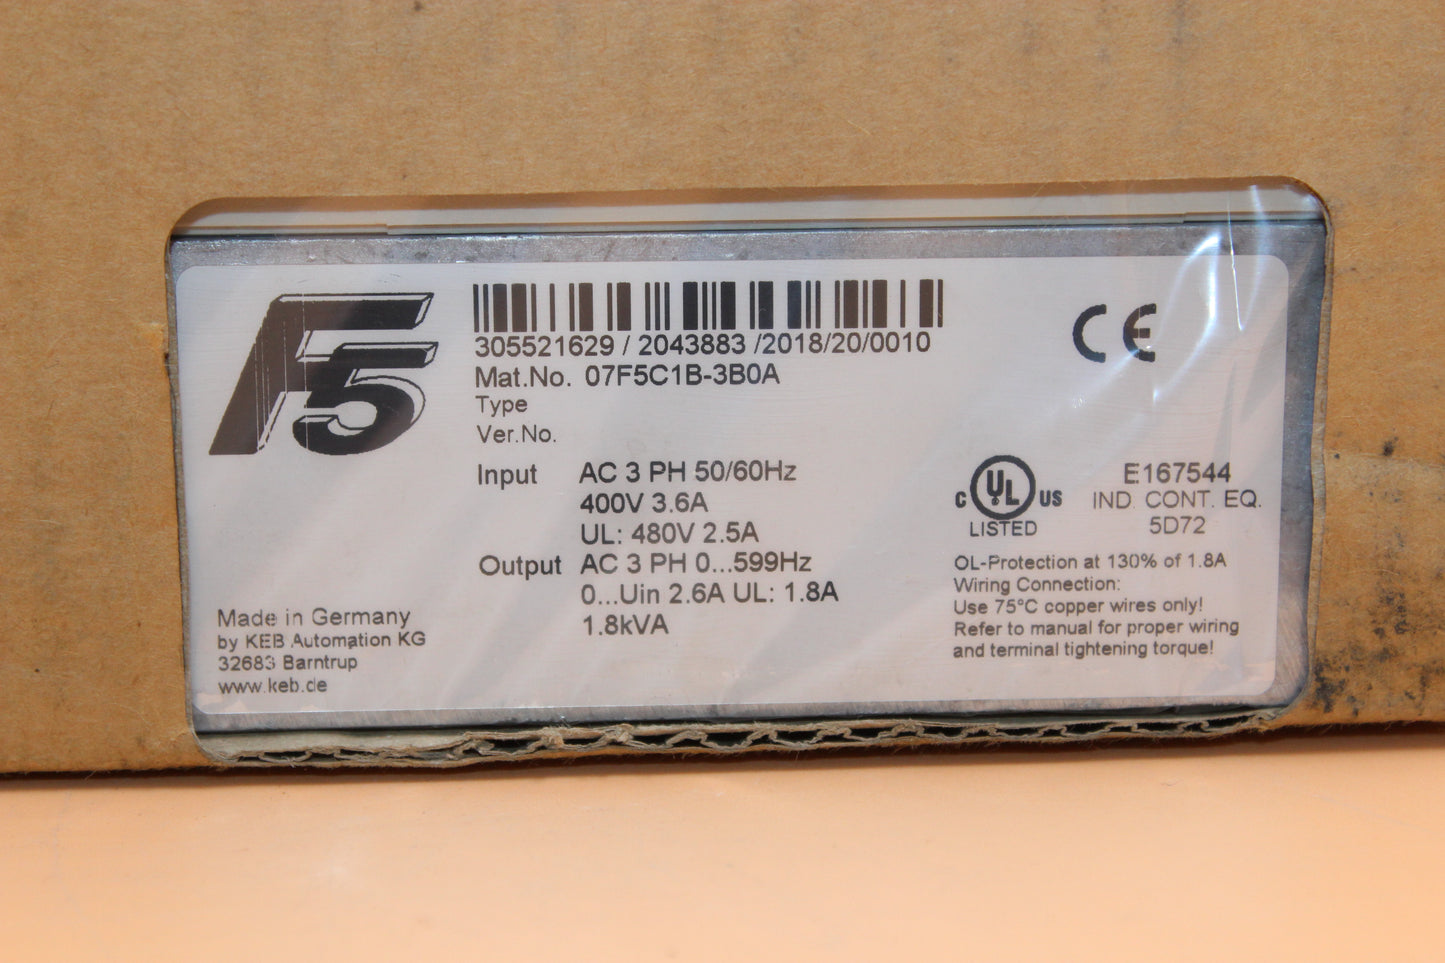 F5
305521629 / 2043883 /2018/20/0010
Mat.No. 07F5C1B-3B0A
Type
Ver.No.
Input AC 3 PH 50/60Hz
400V 3.6A
UL: 480V 2.5A
Output AC 3 PH 0...599Hz
0...Uin 2.6A UL: 1.8A
1.8kVA
Made in Germany
by KEB Automation KG
32683 Barntrup
www.keb.de
CE
C UL US
LISTED
E167544
IND. CONT. EQ.
5D72
OL-Protection at 130% of 1.8A
Wiring Connection:
Use 75°C copper wires only!
Refer to manual for proper wiring
and terminal tightening torque!